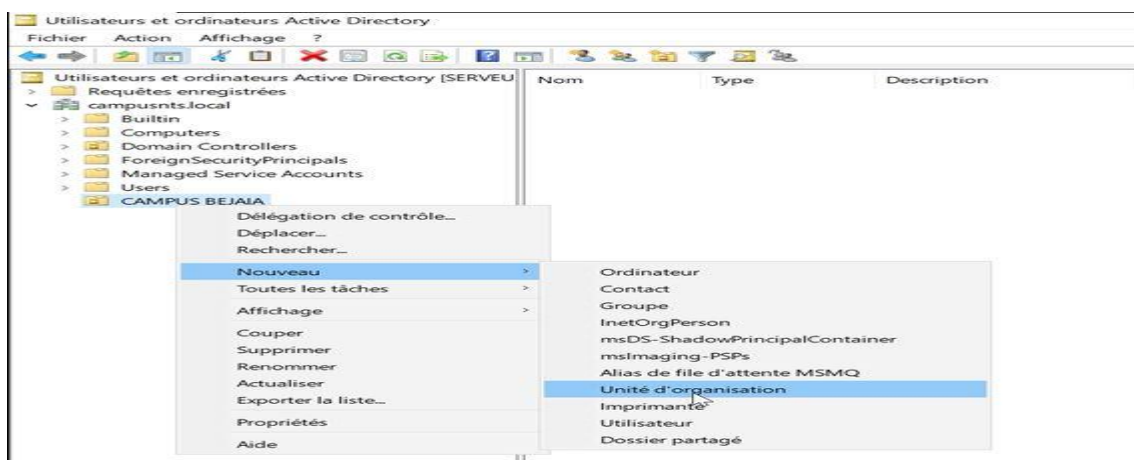 Utilisateurs et ordinateurs Active Directory
Fichier Action Affichage ?
Utilisateurs et ordinateurs Active Directory [SERVEU
Requêtes enregistrées
campusnts.local
Builtin
Computers
Domain Controllers
ForeignSecurityPrincipals
Managed Service Accounts
Users
CAMPUS BEJAIA
Nom Type Description
Délégation de contrôle...
Déplacer...
Rechercher...
Nouveau
Toutes les tâches
Affichage
Couper
Supprimer
Renommer
Actualiser
Exporter la liste...
Propriétés
Aide
Ordinateur
Contact
Groupe
InetOrgPerson
msDS-ShadowPrincipalContainer
msImaging-PSPs
Alias de file d'attente MSMQ
Unité d'organisation
Imprimante
Utilisateur
Dossier partagé